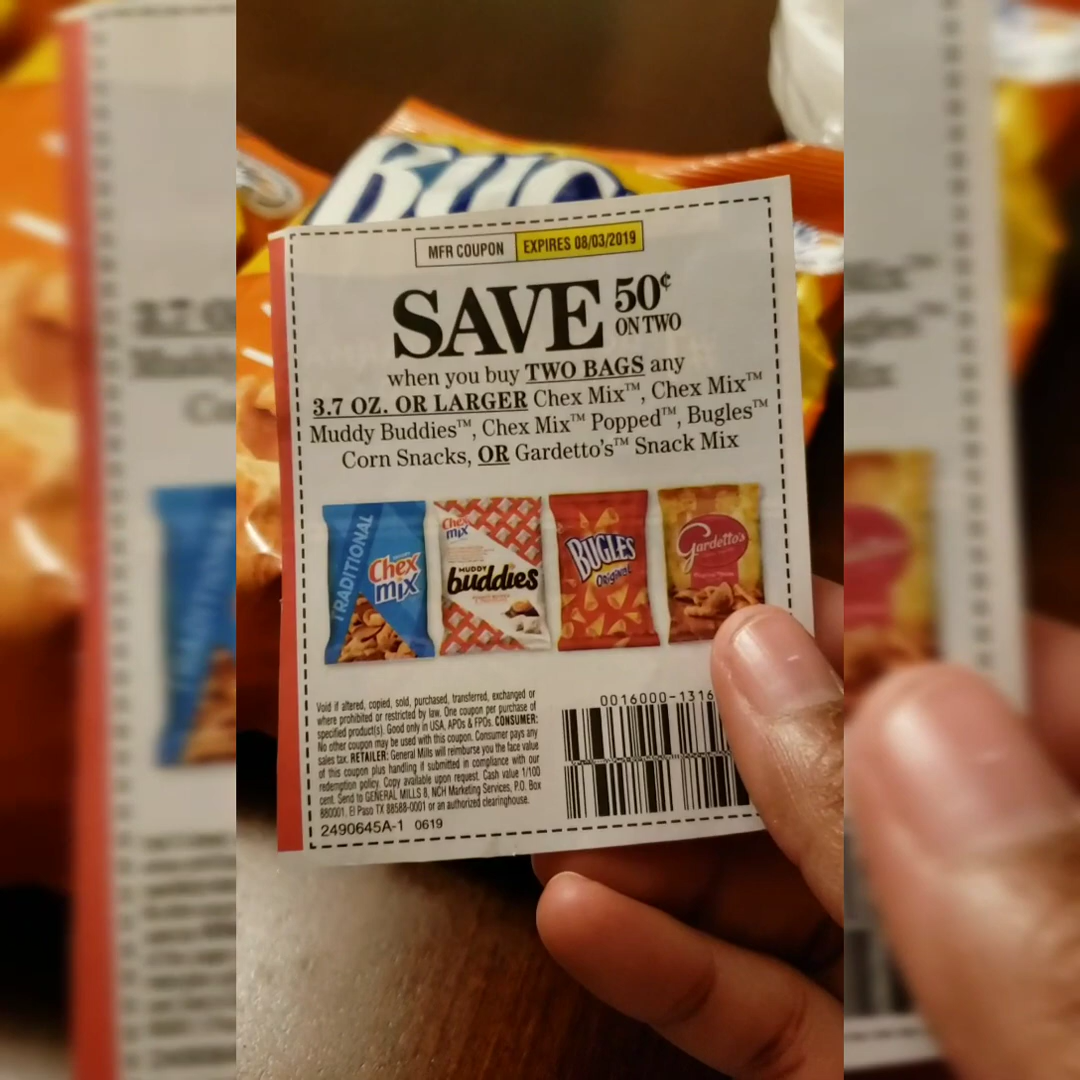 BUG
MFR COUPON EXPIRES 08/03/2019
SAVE 50¢
ON TWO
when you buy TWO BAGS any
3.7 OZ. OR LARGER Chex Mix™, Chex Mix™
Muddy Buddies™, Chex Mix™ Popped™, Bugles™
Corn Snacks, OR Gardetto's™ Snack Mix
TRADITIONAL
Chex
mix
Chex
mix
MUDDY
buddies
BUGLES
Original
Gardetto's
Void if altered, copied, sold, purchased, transferred, exchanged or
where prohibited or restricted by law. One coupon per purchase of
specified product(s). Good only in USA, APOs & FPOs. CONSUMER:
No other coupon may be used with this coupon. Consumer pays any
sales tax. RETAILER: General Mills will reimburse you the face value
of this coupon plus handling if submitted in compliance with our
redemption policy. Copy available upon request. Cash value 1/100
cent. Send to GENERAL MILLS 8, NCH Marketing Services, P.O. Box
880001, El Paso TX 88588-0001 or an authorized clearinghouse.
2490645A-1 0619
0016000-1316